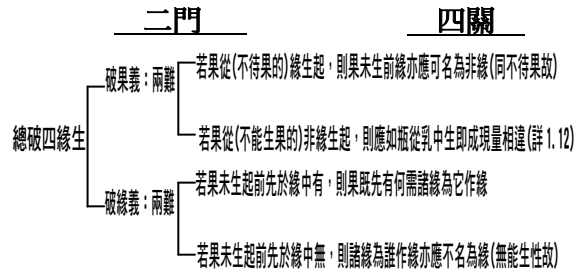 二門 四關
若果從(不待果的)緣生起，則果未生前緣亦應可名為非緣(同不待果故)
破果義：兩難
若果從(不能生果的)非緣生起，則應如瓶從乳中生即成現量相違(詳1.12)
總破四緣生
若果未生起前先於緣中有，則果既先有何需諸緣為它作緣
破緣義：兩難
若果未生起前先於緣中無，則諸緣為誰作緣亦應不名為緣(無能生性故)